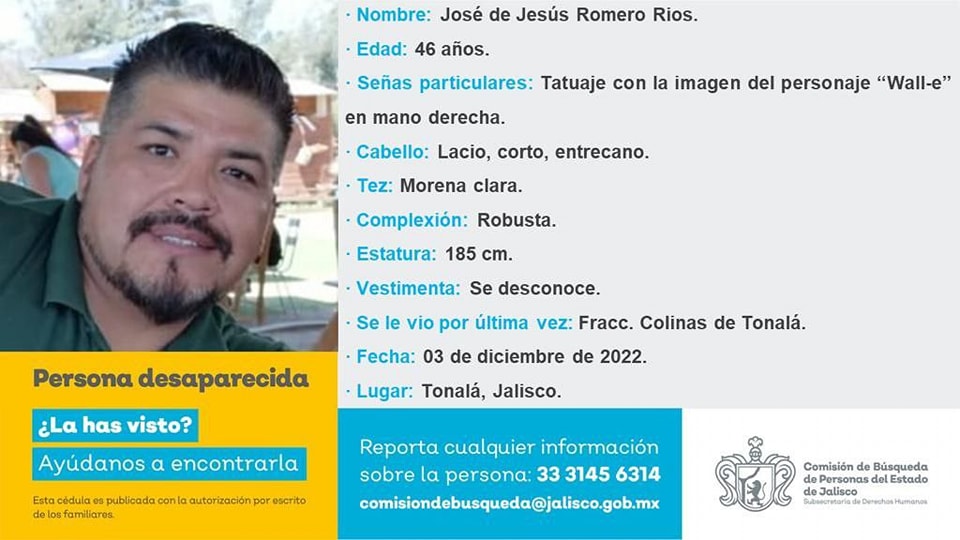 · Nombre: José de Jesús Romero Rios.
· Edad: 46 años.
· Señas particulares: Tatuaje con la imagen del personaje “Wall-e”
en mano derecha.
· Cabello: Lacio, corto, entrecano.
· Tez: Morena clara.
· Complexión: Robusta.
· Estatura: 185 cm.
· Vestimenta: Se desconoce.
· Se le vio por última vez: Fracc. Colinas de Tonalá.
· Fecha: 03 de diciembre de 2022.
· Lugar: Tonalá, Jalisco.
Persona desaparecida
¿La has visto?
Ayúdanos a encontrarla
Esta cédula es publicada con la autorización por escrito
de los familiares.
Reporta cualquier información
sobre la persona: 33 3145 6314
comisiondebusqueda@jalisco.gob.mx
Comisión de Búsqueda
de Personas del Estado
de Jalisco
Subsecretaría de Derechos Humanos